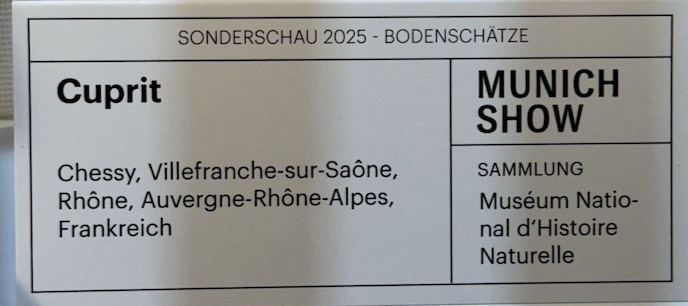 SONDERSCHAU 2025 - BODENSCHÄTZE
Cuprit
Chessy, Villefranche-sur-Saône,
Rhône, Auvergne-Rhône-Alpes,
Frankreich
MUNICH
SHOW
SAMMLUNG
Muséum Natio-
nal d‘Histoire
Naturelle